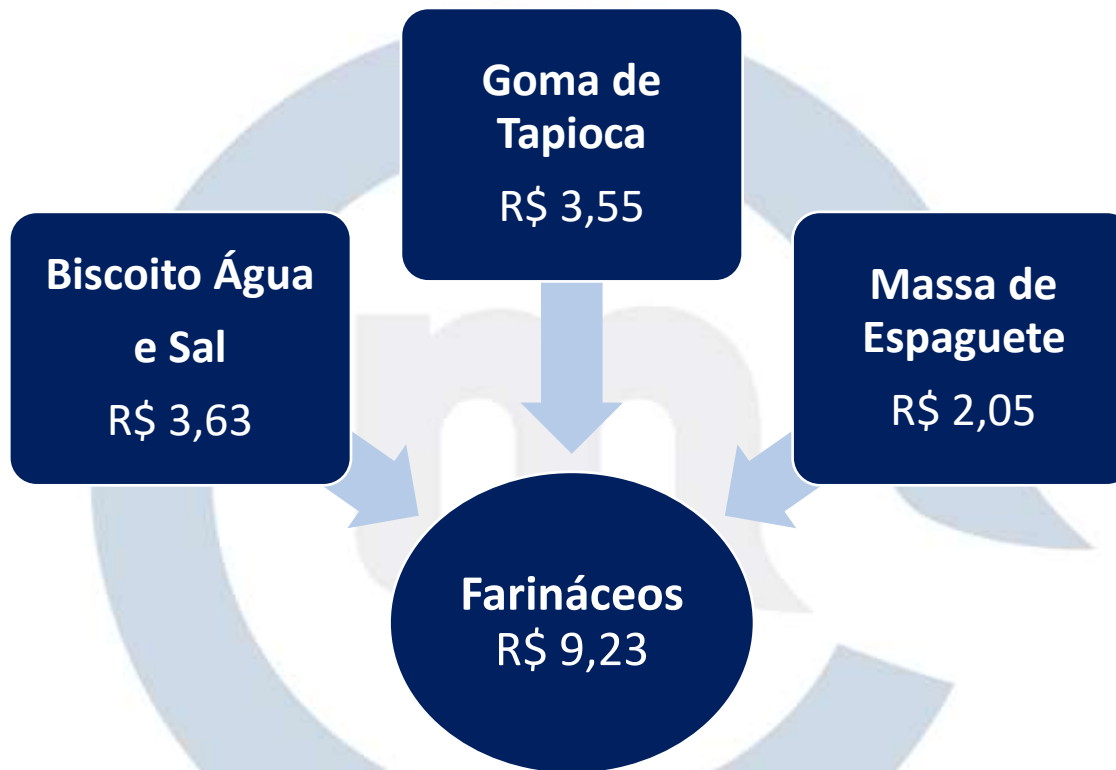 Goma de
Tapioca
R$ 3,55
Biscoito Água
e Sal
R$ 3,63
Massa de
Espaguete
R$ 2,05
Farináceos
R$ 9,23